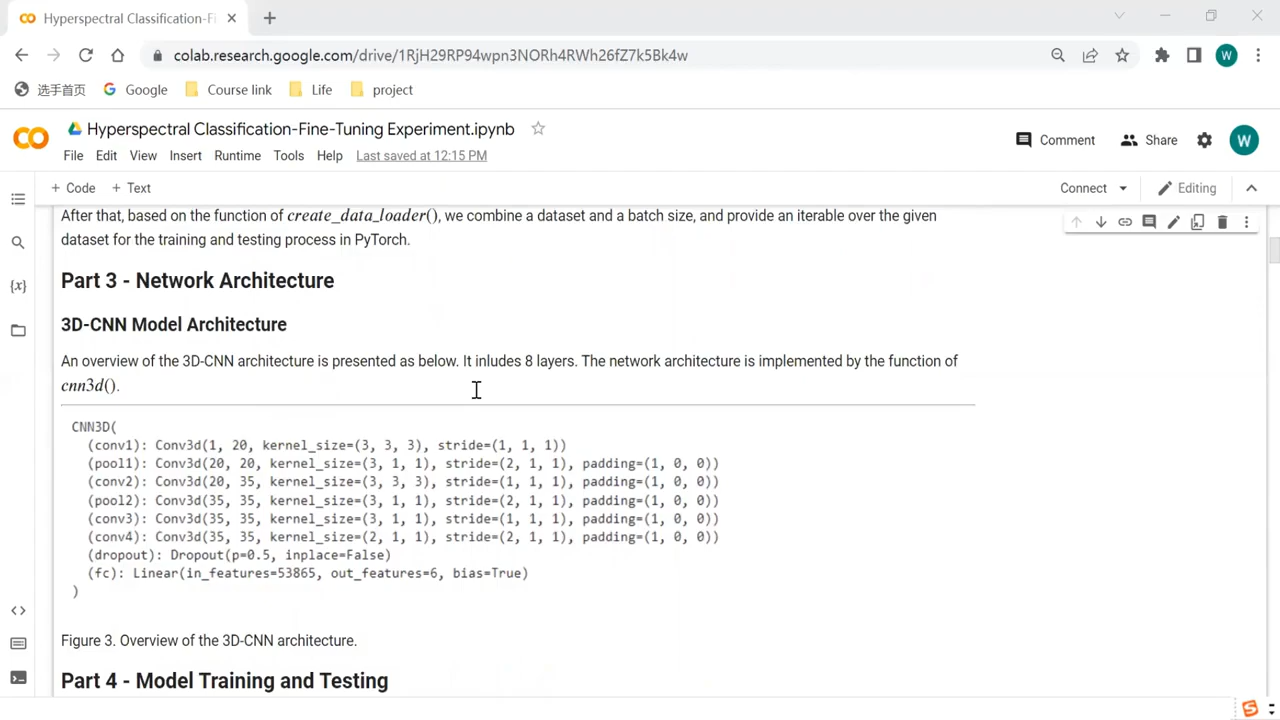 Hyperspectral Classification-Fi
colab.research.google.com/drive/1RjH29RP94wpn3NORh4RWh26fZ7k5Bk4w
W
选手首页
Google
Course link
Life
project
Hyperspectral Classification-Fine-Tuning Experiment.ipynb
Comment
Share
W
File Edit View Insert Runtime Tools Help Last saved at 12:15 PM
+ Code + Text
Connect
Editing
After that, based on the function of create_data_loader(), we combine a dataset and a batch size, and provide an iterable over the given
dataset for the training and testing process in PyTorch.
{x}
Part 3 - Network Architecture
3D-CNN Model Architecture
An overview of the 3D-CNN architecture is presented as below. It inludes 8 layers. The network architecture is implemented by the function of
cnn3d().
CNN3D(
(conv1): Conv3d(1, 20, kernel_size=(3, 3, 3), stride=(1, 1, 1))
(pool1): Conv3d(20, 20, kernel_size=(3, 1, 1), stride=(2, 1, 1), padding=(1, 0, 0))
(conv2): Conv3d(20, 35, kernel_size=(3, 3, 3), stride=(1, 1, 1), padding=(1, 0, 0))
(pool2): Conv3d(35, 35, kernel_size=(3, 1, 1), stride=(2, 1, 1), padding=(1, 0, 0))
(conv3): Conv3d(35, 35, kernel_size=(3, 1, 1), stride=(1, 1, 1), padding=(1, 0, 0))
(conv4): Conv3d(35, 35, kernel_size=(2, 1, 1), stride=(2, 1, 1), padding=(1, 0, 0))
(dropout): Dropout(p=0.5, inplace=False)
(fc): Linear(in_features=53865, out_features=6, bias=True)
)
Figure 3. Overview of the 3D-CNN architecture.
Part 4 - Model Training and Testing